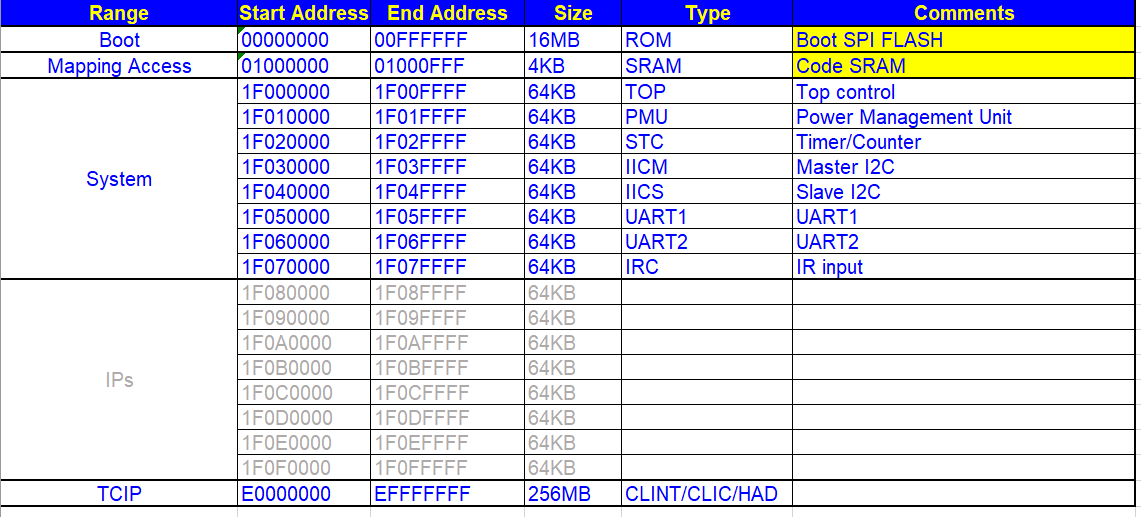 Range Start Address End Address Size Type Comments
Boot 00000000 00FFFFFF 16MB ROM Boot SPI FLASH
Mapping Access 01000000 01000FFF 4KB SRAM Code SRAM
1F000000 1F00FFFF 64KB TOP Top control
1F010000 1F01FFFF 64KB PMU Power Management Unit
1F020000 1F02FFFF 64KB STC Timer/Counter
1F030000 1F03FFFF 64KB IICM Master I2C
System 1F040000 1F04FFFF 64KB IICS Slave I2C
1F050000 1F05FFFF 64KB UART1 UART1
1F060000 1F06FFFF 64KB UART2 UART2
1F070000 1F07FFFF 64KB IRC IR input
1F080000 1F08FFFF 64KB
1F090000 1F09FFFF 64KB
1F0A0000 1F0AFFFF 64KB
IPs 1F0B0000 1F0BFFFF 64KB
1F0C0000 1F0CFFFF 64KB
1F0D0000 1F0DFFFF 64KB
1F0E0000 1F0EFFFF 64KB
1F0F0000 1F0FFFFF 64KB
TCIP E0000000 EFFFFFFF 256MB CLINT/CLIC/HAD